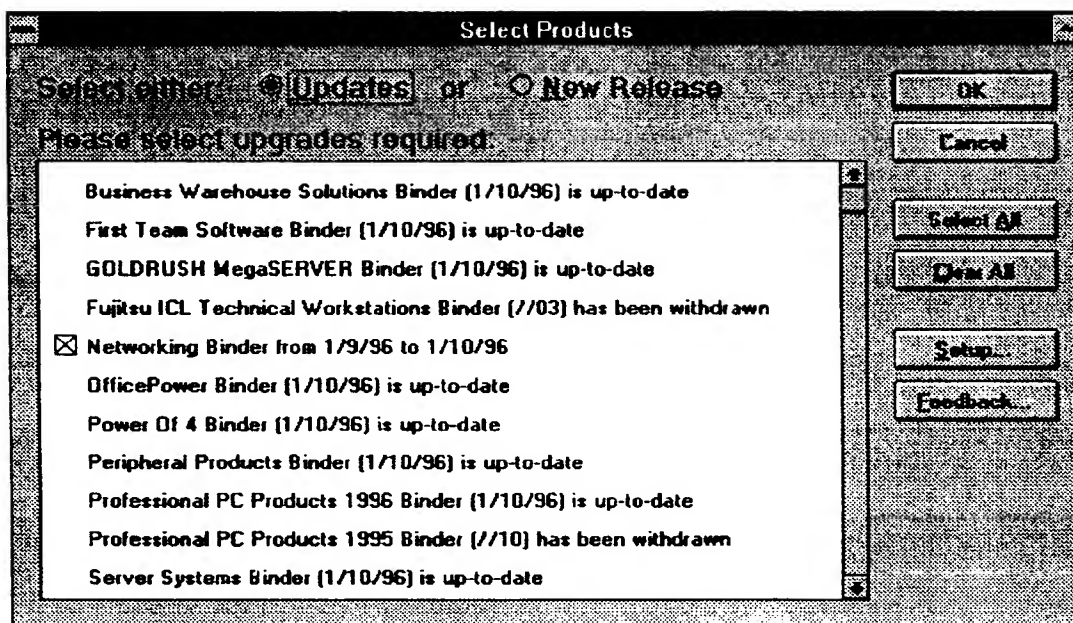 Select Products
Select either: Updates or New Release
OK
Please select upgrades required:
Cancel
Business Warehouse Solutions Binder (1/10/96) is up-to-date
First Team Software Binder (1/10/96) is up-to-date
Select All
GOLDRUSH MegaSERVER Binder (1/10/96) is up-to-date
Clear All
Fujitsu ICL Technical Workstations Binder (//03) has been withdrawn
Networking Binder from 1/9/96 to 1/10/96
Setup...
OfficePower Binder (1/10/96) is up-to-date
Feedback...
Power Of 4 Binder (1/10/96) is up-to-date
Peripheral Products Binder (1/10/96) is up-to-date
Professional PC Products 1996 Binder (1/10/96) is up-to-date
Professional PC Products 1995 Binder (//10) has been withdrawn
Server Systems Binder (1/10/96) is up-to-date